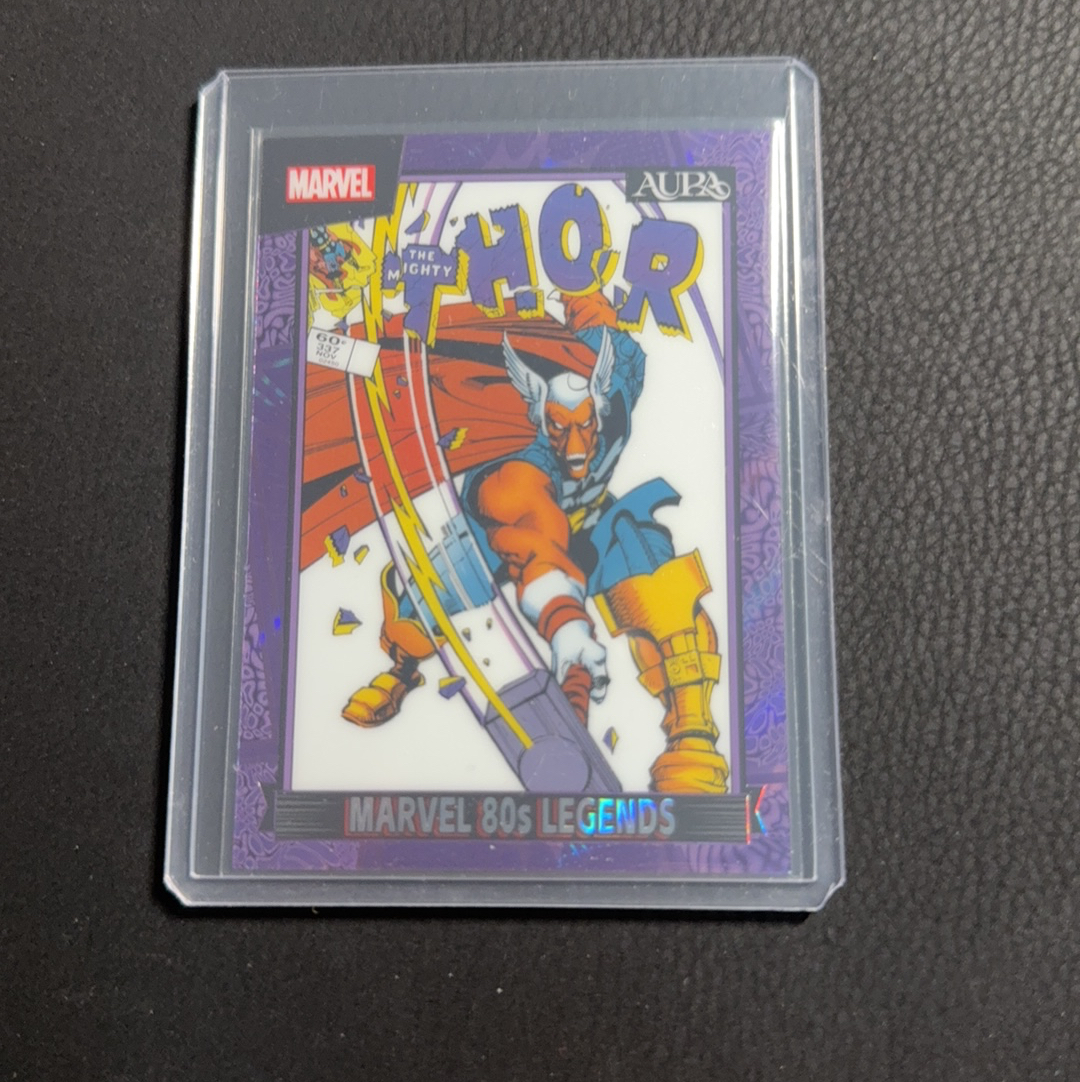 MARVEL
AURA
THE
MIGHTY
THOR
60¢
337
NOV
MARVEL 80s LEGENDS